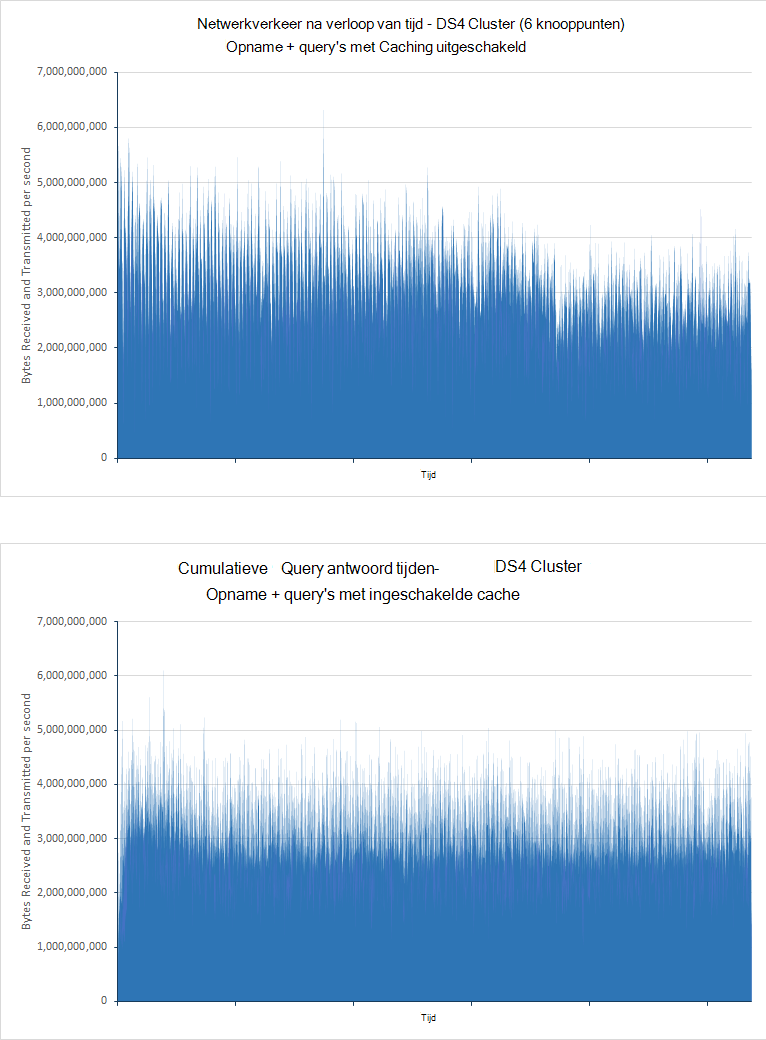 Netwerkverkeer na verloop van tijd - DS4 Cluster (6 knooppunten)
Opname + query's met Caching uitgeschakeld
Bytes Received and Transmitted per second
7,000,000,000
6,000,000,000
5,000,000,000
4,000,000,000
3,000,000,000
2,000,000,000
1,000,000,000
0
Tijd
Cumulatieve Query antwoord tijden- DS4 Cluster
Opname + query's met ingeschakelde cache
Bytes Received and Transmitted per second
7,000,000,000
6,000,000,000
5,000,000,000
4,000,000,000
3,000,000,000
2,000,000,000
1,000,000,000
0
Tijd